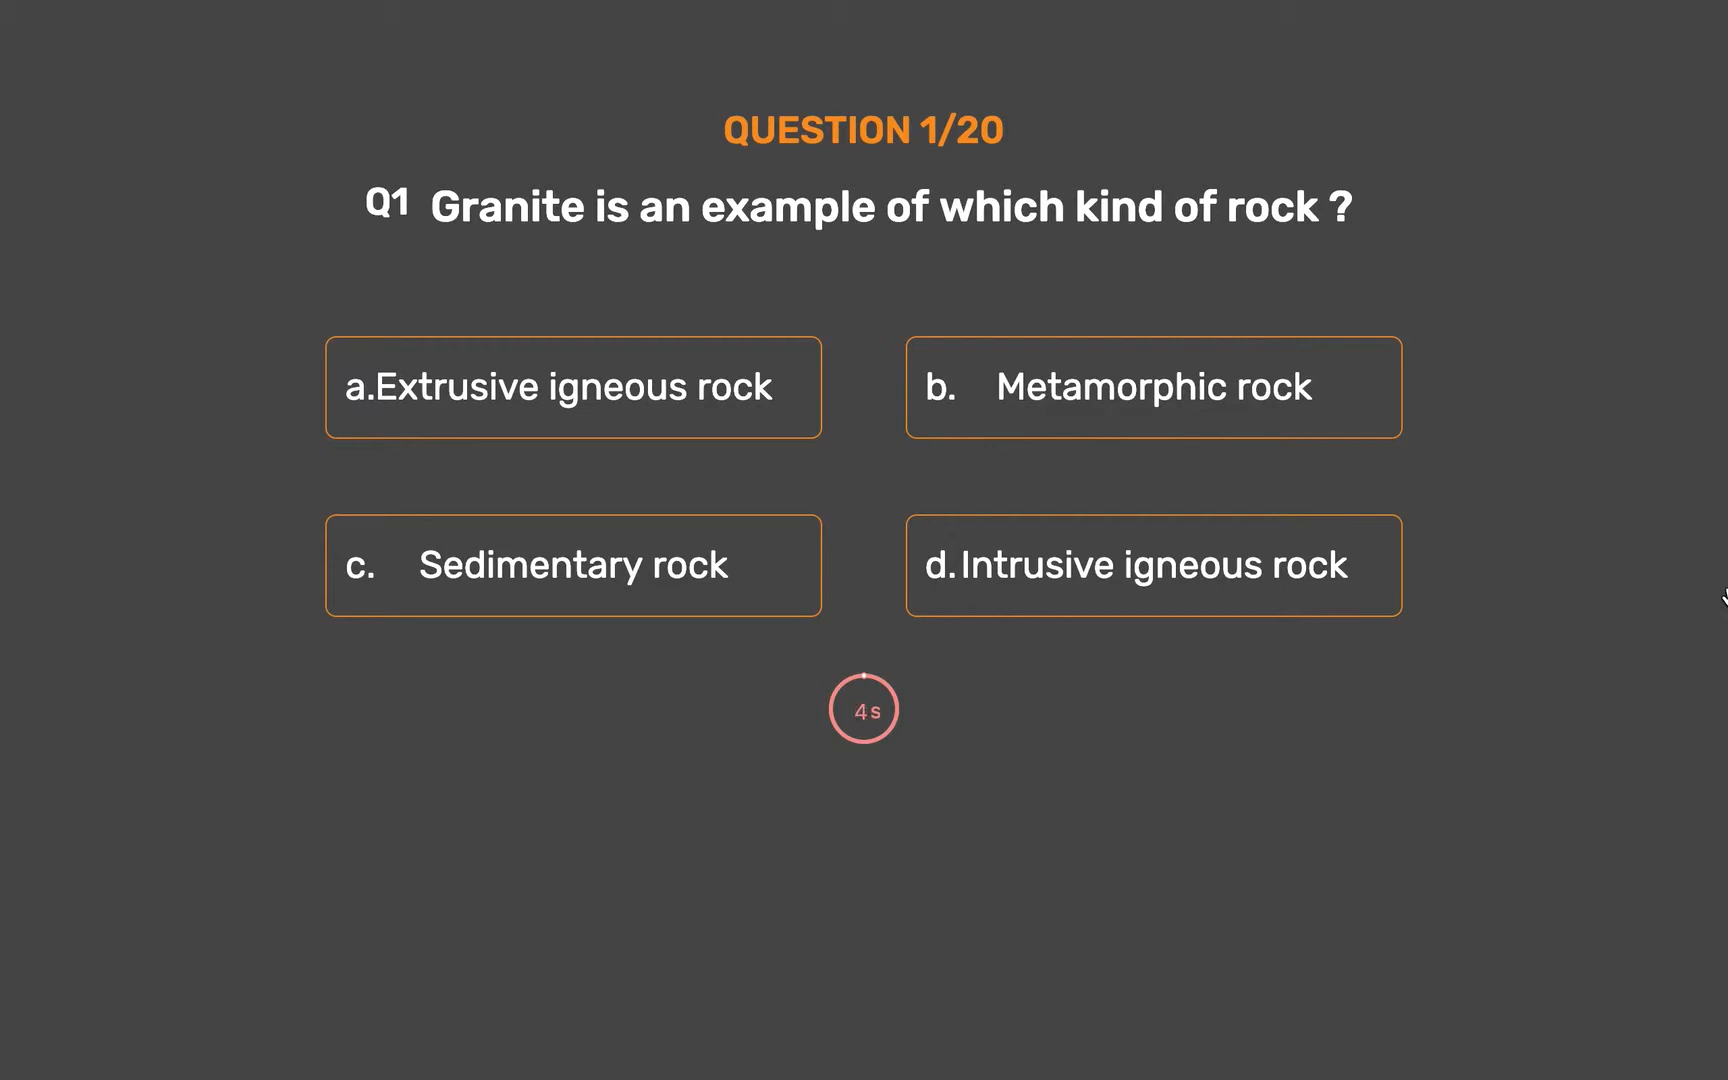 QUESTION 1/20
Q1 Granite is an example of which kind of rock ?
a.Extrusive igneous rock
b. Metamorphic rock
c. Sedimentary rock
d.Intrusive igneous rock
4s